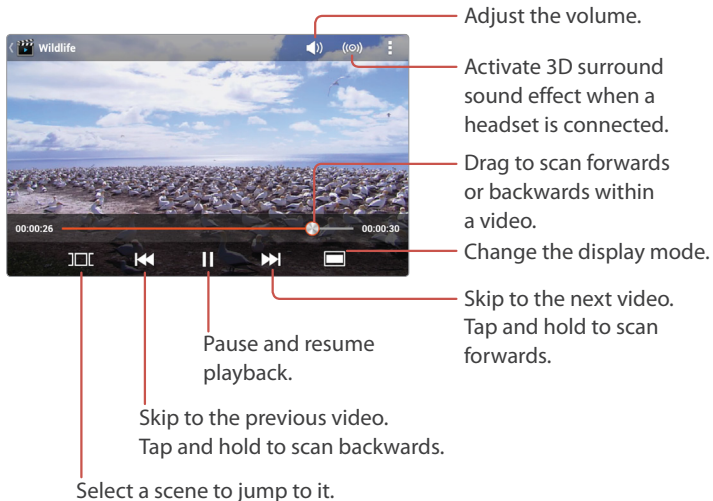 Wildlife
00:00:26
00:00:30
Adjust the volume.
Activate 3D surround
sound effect when a
headset is connected.
Drag to scan forwards
or backwards within
a video.
Change the display mode.
Skip to the next video.
Tap and hold to scan
forwards.
Pause and resume
playback.
Skip to the previous video.
Tap and hold to scan backwards.
Select a scene to jump to it.